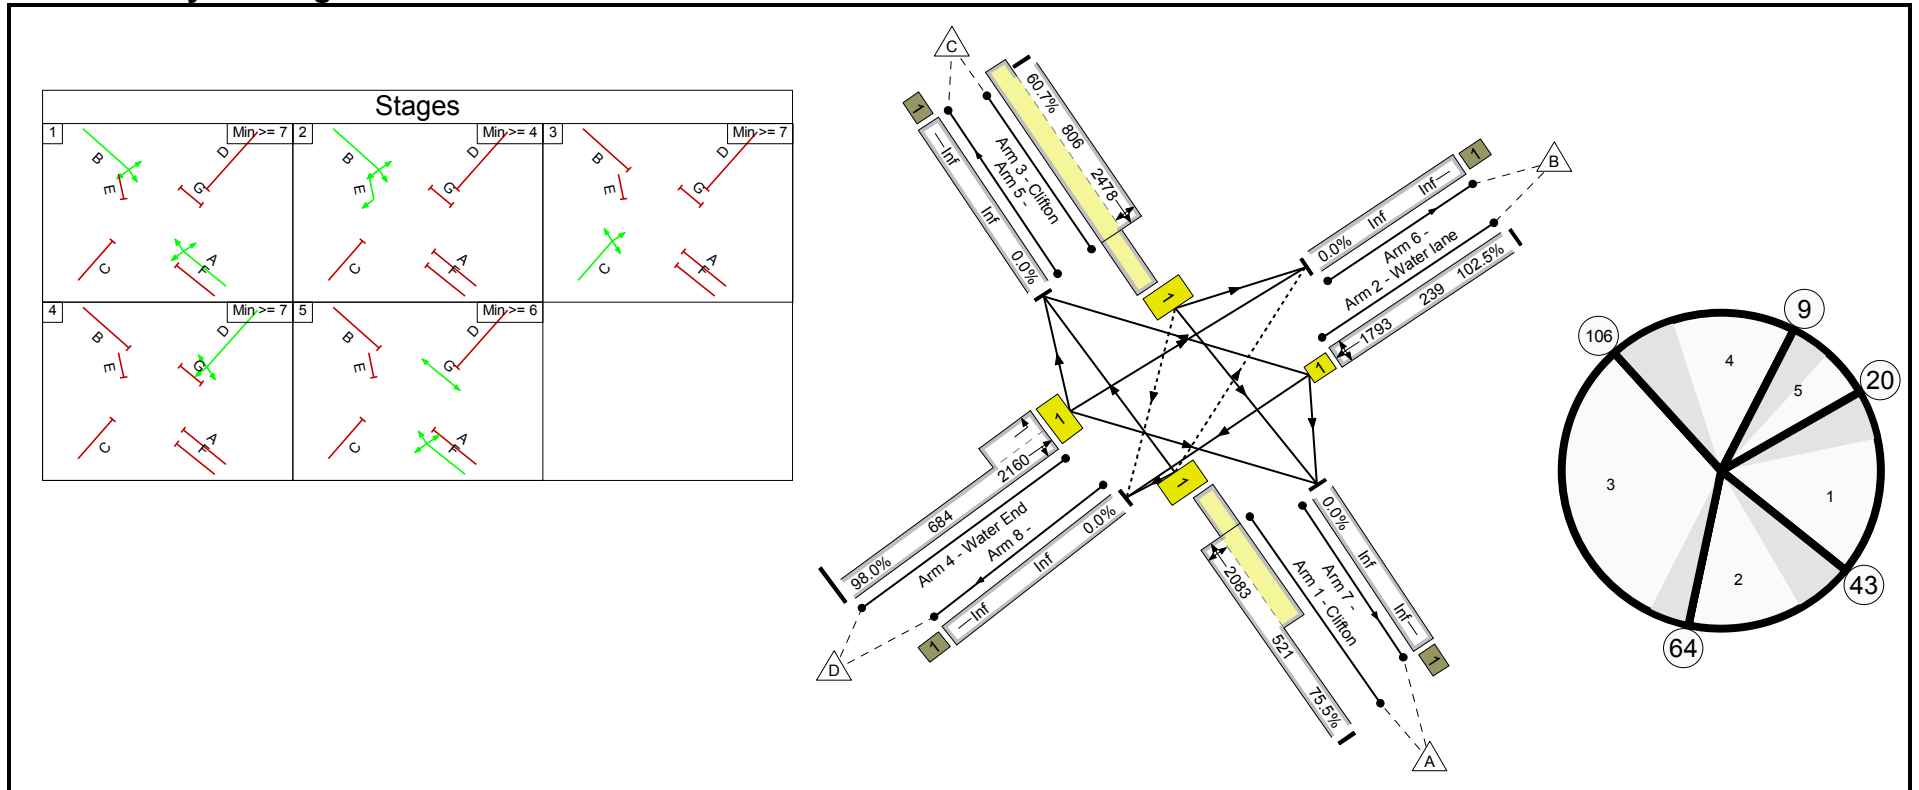 Stages
1
Min >= 7
B
E
D
G
C
A
F
2
Min >= 4
B
E
D
G
C
A
F
3
Min >= 7
B
E
D
G
C
A
F
4
Min >= 7
B
E
D
G
C
A
F
5
Min >= 6
B
E
D
G
C
A
F
C
1
60.7% 806 2478
Arm 3 - Clifton
Arm 5 -
Inf Inf 0.0%
1
B
1
0.0% Inf Inf
Arm 6 -
Arm 2 - Water lane
1793 239 102.5%
1
1
2160
98.0% 684
Arm 4 - Water End
Arm 8 -
Inf Inf 0.0%
1
D
1
2083 521 75.5%
Arm 1 - Clifton
Arm 7 -
0.0% Inf Inf
1
A
106
9
20
43
64
4
5
1
2
3